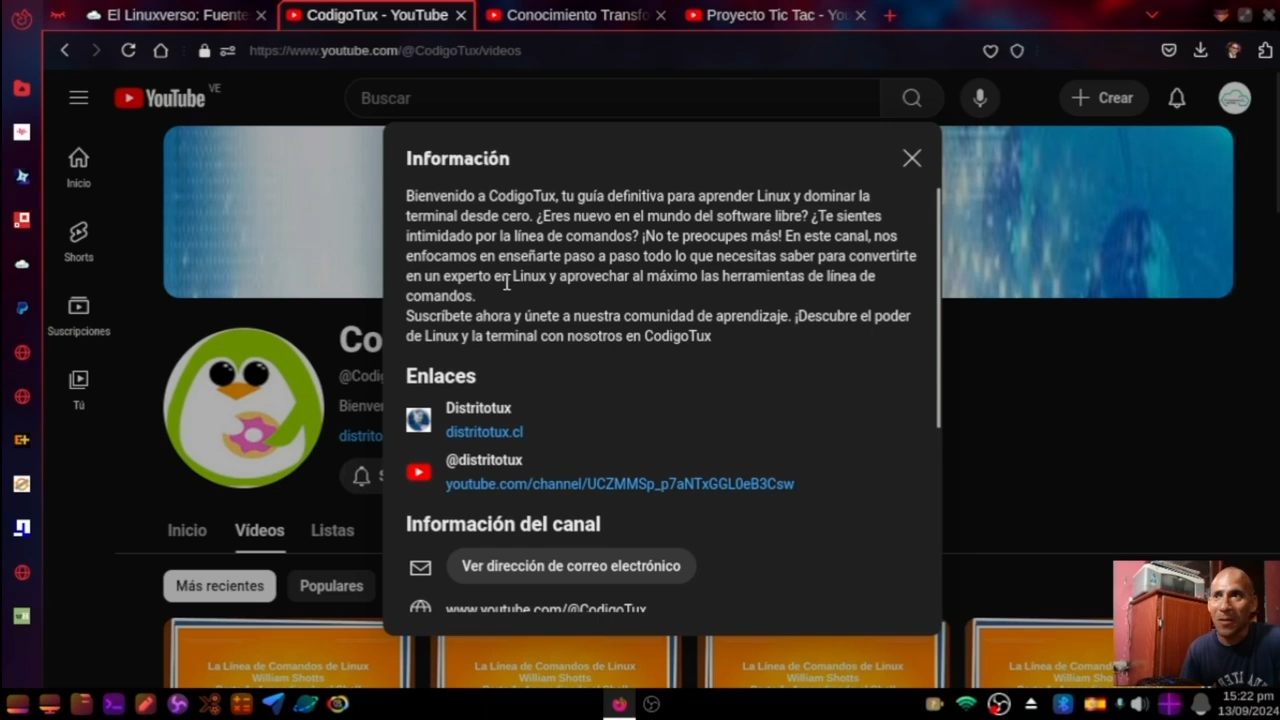 El Linuxverso: Fuente
CodigoTux - YouTube
Conocimiento Transfo
Proyecto Tic Tac - You
https://www.youtube.com/@CodigoTux/videos
YouTube VE
Buscar
Crear
Inicio
Shorts
Suscripciones
Tú
Información
Bienvenido a CodigoTux, tu guía definitiva para aprender Linux y dominar la
terminal desde cero. ¿Eres nuevo en el mundo del software libre? ¿Te sientes
intimidado por la línea de comandos? ¡No te preocupes más! En este canal, nos
enfocamos en enseñarte paso a paso todo lo que necesitas saber para convertirte
en un experto en Linux y aprovechar al máximo las herramientas de línea de
comandos.
Suscríbete ahora y únete a nuestra comunidad de aprendizaje. ¡Descubre el poder
de Linux y la terminal con nosotros en CodigoTux
Enlaces
Distritotux
distritotux.cl
@distritotux
youtube.com/channel/UCZMMSp_p7aNTxGGL0eB3Csw
Información del canal
Ver dirección de correo electrónico
www.youtube.com/@CodigoTux
Co
@Codig
Bienver
distrito
S
Inicio
Vídeos
Listas
Más recientes
Populares
La Línea de Comandos de Linux
William Shotts
La Línea de Comandos de Linux
William Shotts
La Línea de Comandos de Linux
William Shotts
La Línea de Comandos
William Shotts
15:22 pm
13/09/2024